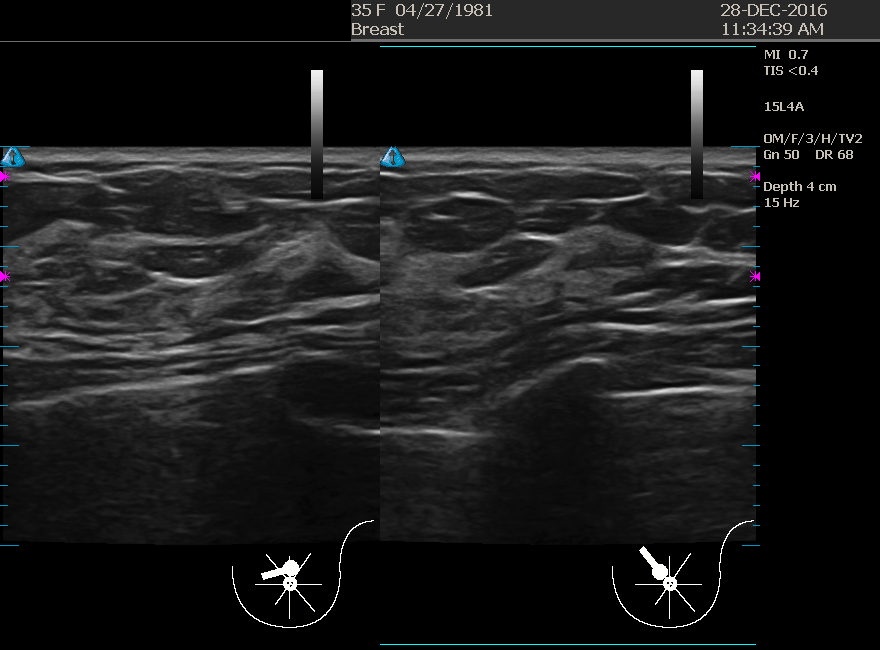 35 F 04/27/1981
28-DEC-2016
Breast
11:34:39 AM
MI 0.7
TIS <0.4
15L4A
OM/F/3/H/TV2
Gn 50 DR 68
Depth 4 cm
15 Hz